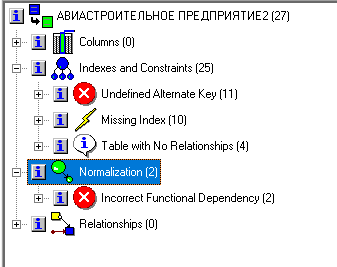 АВИАСТРОИТЕЛЬНОЕ ПРЕДПРИЯТИЕ2 (27)
Columns (0)
Indexes and Constraints (25)
Undefined Alternate Key (11)
Missing Index (10)
Table with No Relationships (4)
Normalization (2)
Incorrect Functional Dependency (2)
Relationships (0)